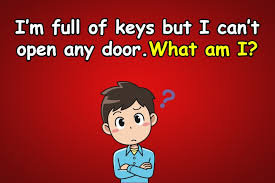 I'm full of keys but I can't
open any door.What am I?
?